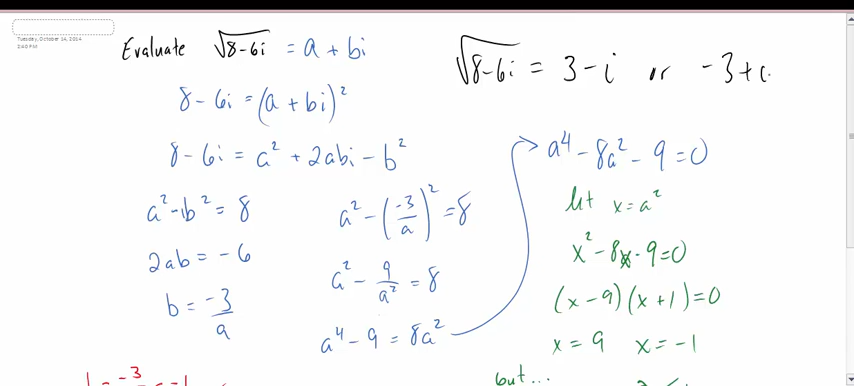 Tuesday, October 14, 2014
2:40 PM
Evaluate √(8-6i) = a + bi
8 - 6i = (a + bi)²
8 - 6i = a² + 2abi - b²
a² - b² = 8
2ab = -6
b = -3/a
a² - (-3/a)² = 8
a² - 9/a² = 8
a⁴ - 9 = 8a²
√(8-6i) = 3 - i or -3 + i
a⁴ - 8a² - 9 = 0
let x = a²
x² - 8x - 9 = 0
(x - 9)(x + 1) = 0
x = 9 x = -1
but...